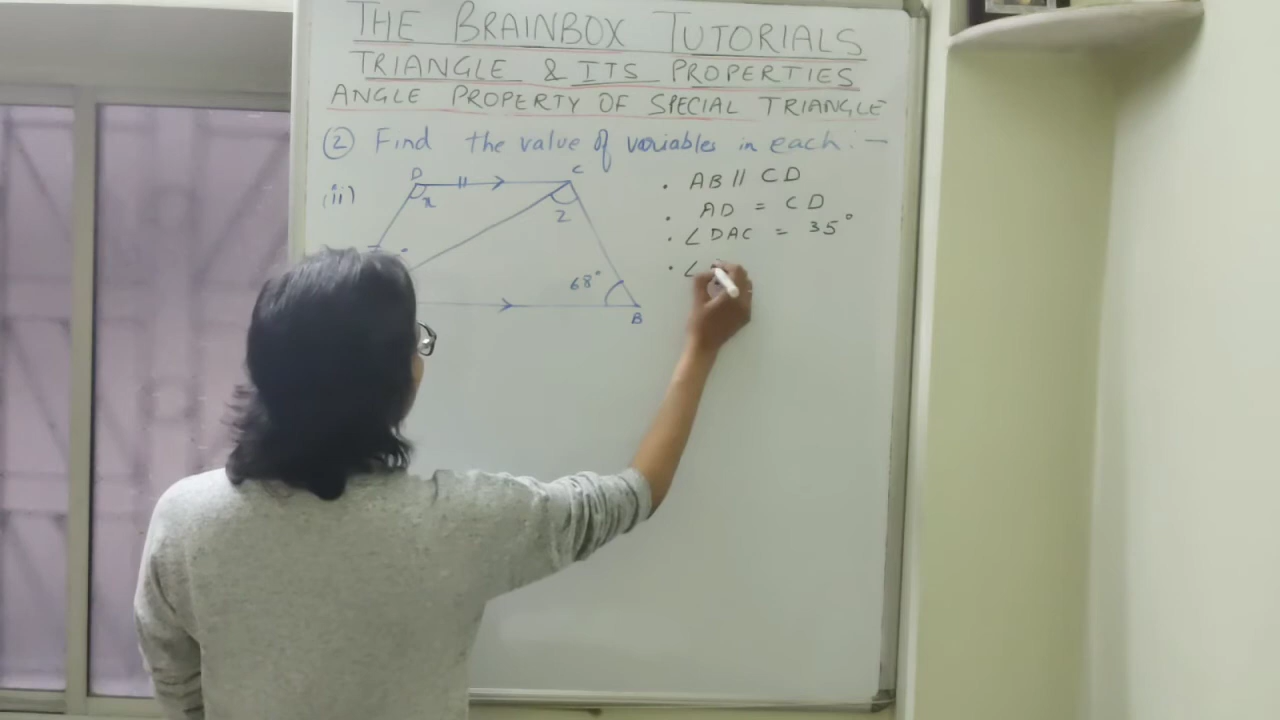 THE BRAINBOX TUTORIALS
TRIANGLE & ITS PROPERTIES
ANGLE PROPERTY OF SPECIAL TRIANGLE
② Find the value of variables in each :-
(ii)
D
C
x
z
68°
B
• AB // CD
• AD = CD
• ∠DAC = 35°
• ∠